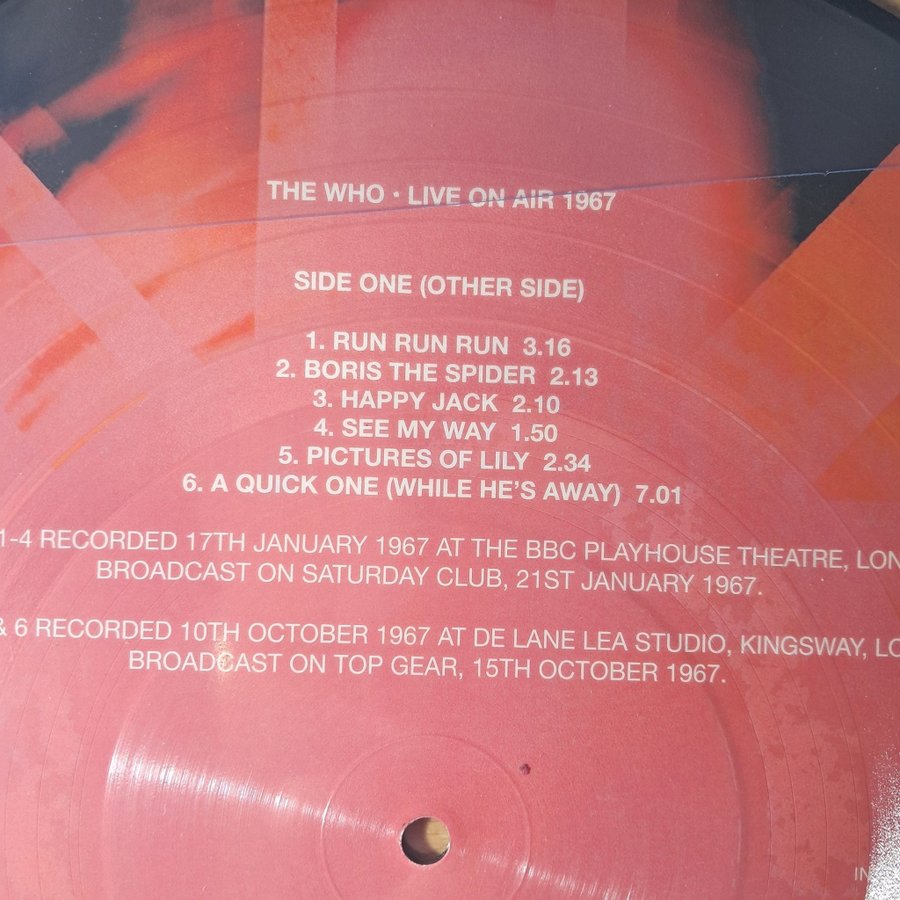 THE WHO · LIVE ON AIR 1967
SIDE ONE (OTHER SIDE)
1. RUN RUN RUN 3.16
2. BORIS THE SPIDER 2.13
3. HAPPY JACK 2.10
4. SEE MY WAY 1.50
5. PICTURES OF LILY 2.34
6. A QUICK ONE (WHILE HE'S AWAY) 7.01
1-4 RECORDED 17TH JANUARY 1967 AT THE BBC PLAYHOUSE THEATRE,
BROADCAST ON SATURDAY CLUB, 21ST JANUARY 1967.
& 6 RECORDED 10TH OCTOBER 1967 AT DE LANE LEA STUDIO, KINGSWAY,
BROADCAST ON TOP GEAR, 15TH OCTOBER 1967.